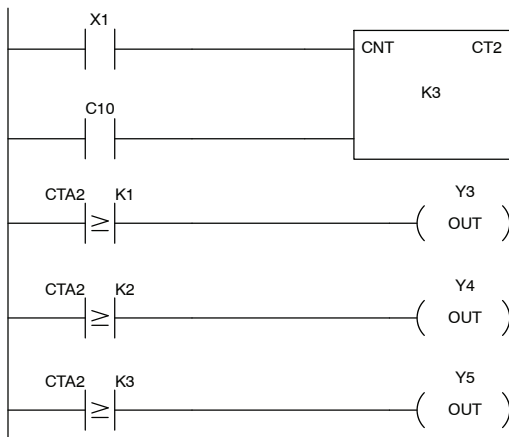 X1
CNT CT2
K3
C10
CTA2 ≥ K1
Y3
OUT
CTA2 ≥ K2
Y4
OUT
CTA2 ≥ K3
Y5
OUT